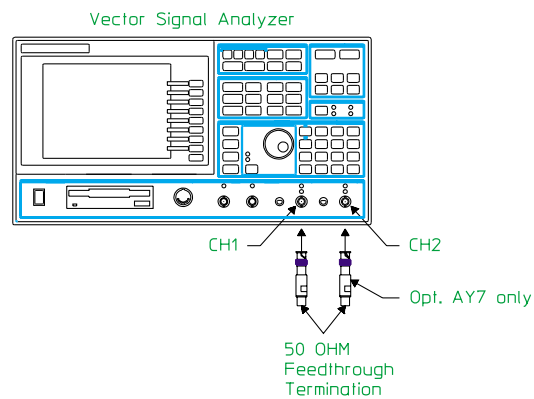 Vector Signal Analyzer
CH1
CH2
Opt. AY7 only
50 OHM
Feedthrough
Termination